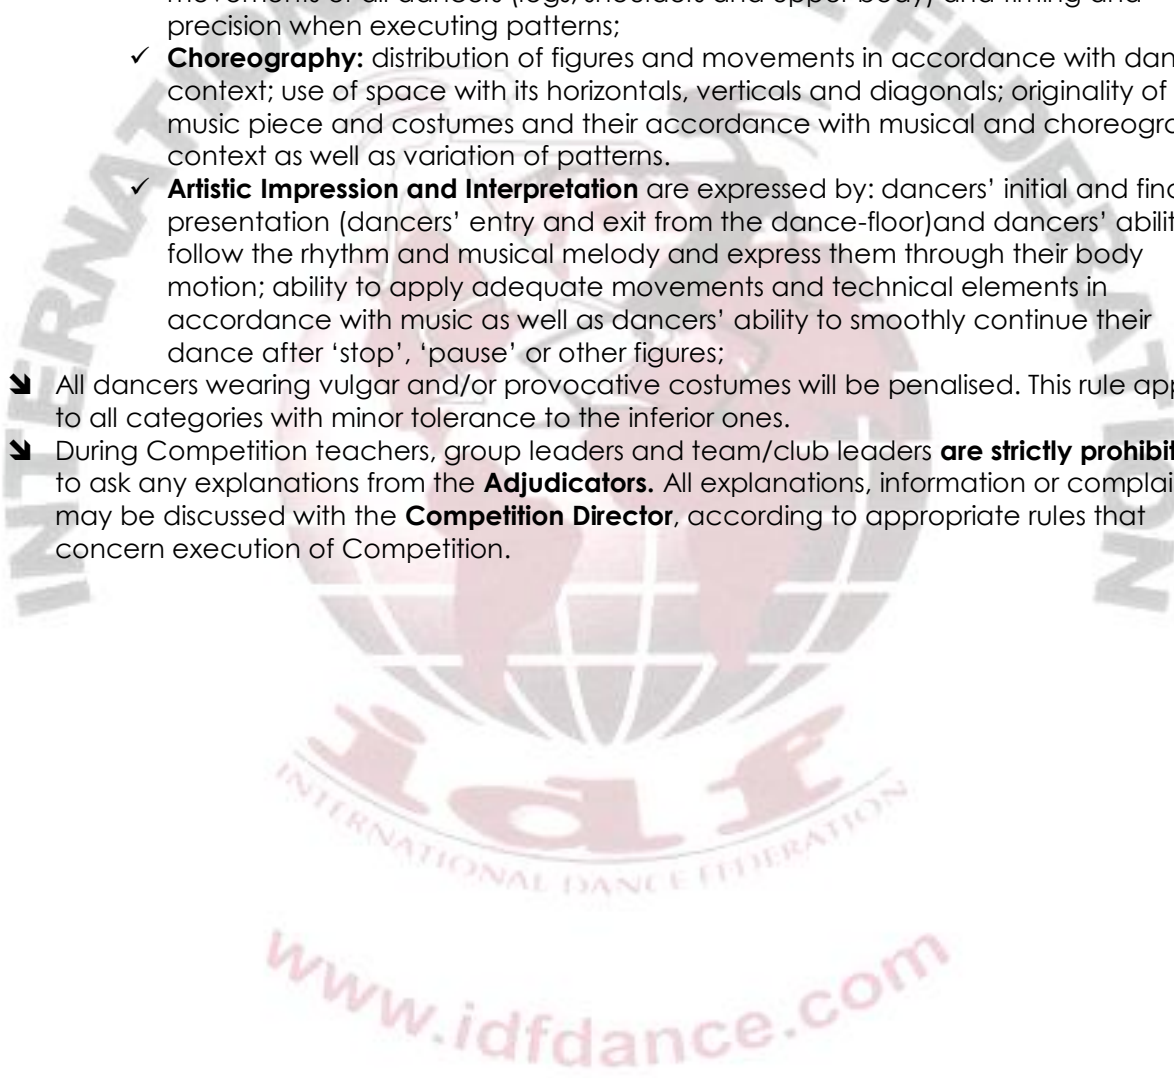 precision when executing patterns;
✓ Choreography: distribution of figures and movements in accordance with dan
context; use of space with its horizontals, verticals and diagonals; originality of
music piece and costumes and their accordance with musical and choreogra
context as well as variation of patterns.
✓ Artistic Impression and Interpretation are expressed by: dancers’ initial and fina
presentation (dancers’ entry and exit from the dance-floor)and dancers’ abilit
follow the rhythm and musical melody and express them through their body
motion; ability to apply adequate movements and technical elements in
accordance with music as well as dancers’ ability to smoothly continue their
dance after ‘stop’, ‘pause’ or other figures;
All dancers wearing vulgar and/or provocative costumes will be penalised. This rule app
to all categories with minor tolerance to the inferior ones.
During Competition teachers, group leaders and team/club leaders are strictly prohibit
to ask any explanations from the Adjudicators. All explanations, information or complai
may be discussed with the Competition Director, according to appropriate rules that
concern execution of Competition.
idf
INTERNATIONAL DANCE FEDERATION
www.idfdance.com